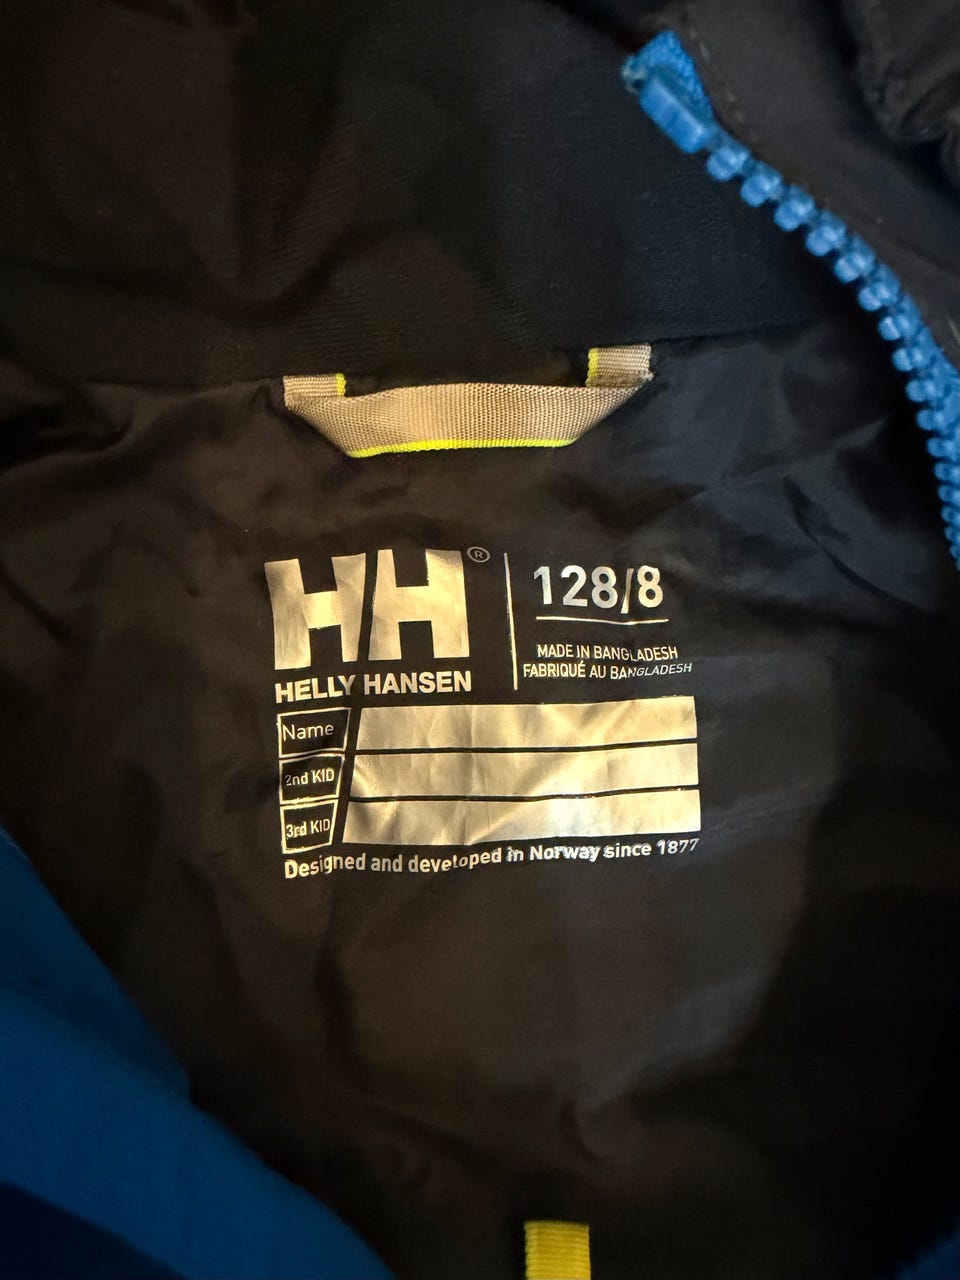 HH®
HELLY HANSEN
128/8
MADE IN BANGLADESH
FABRIQUÉ AU BANGLADESH
Name
2nd KID
3rd KID
Designed and developed in Norway since 1877